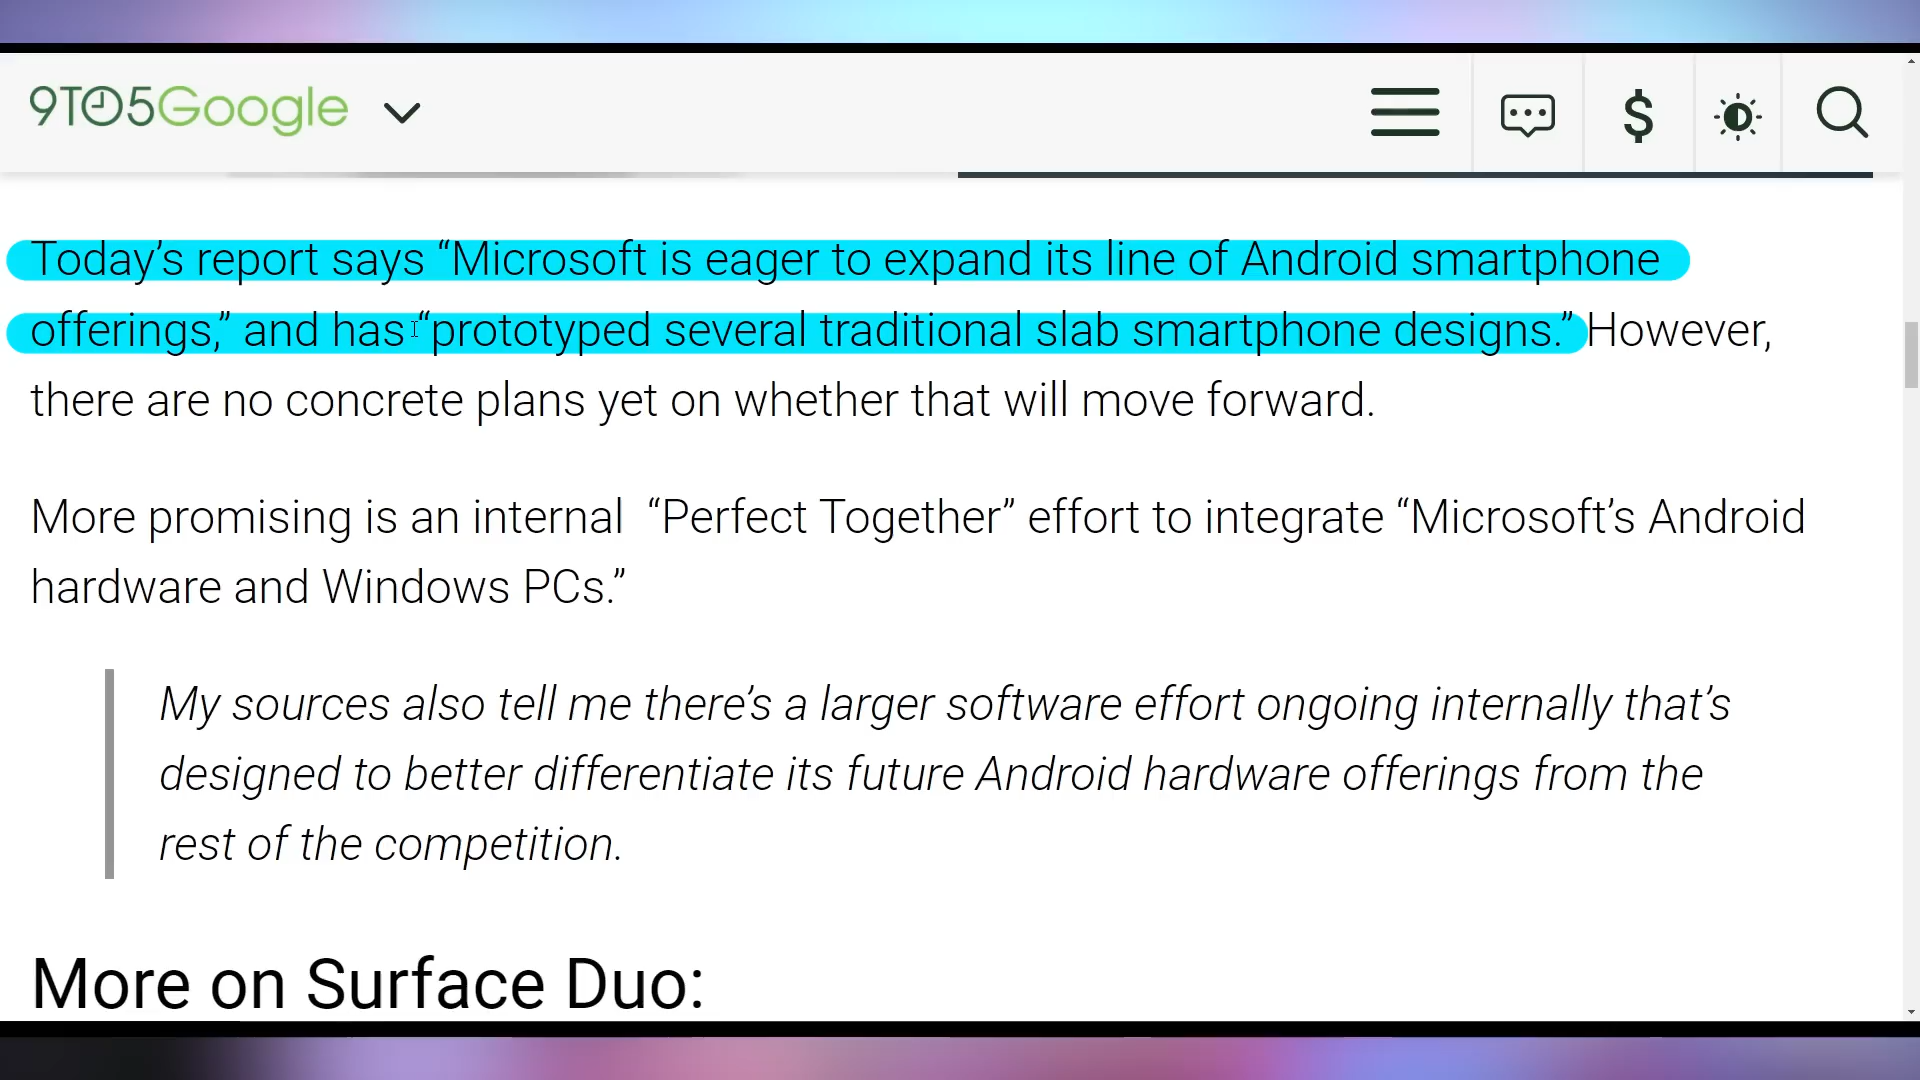 9TO5Google
Today’s report says “Microsoft is eager to expand its line of Android smartphone
offerings,” and has “prototyped several traditional slab smartphone designs.” However,
there are no concrete plans yet on whether that will move forward.
More promising is an internal “Perfect Together” effort to integrate “Microsoft’s Android
hardware and Windows PCs.”
My sources also tell me there’s a larger software effort ongoing internally that’s
designed to better differentiate its future Android hardware offerings from the
rest of the competition.
More on Surface Duo: